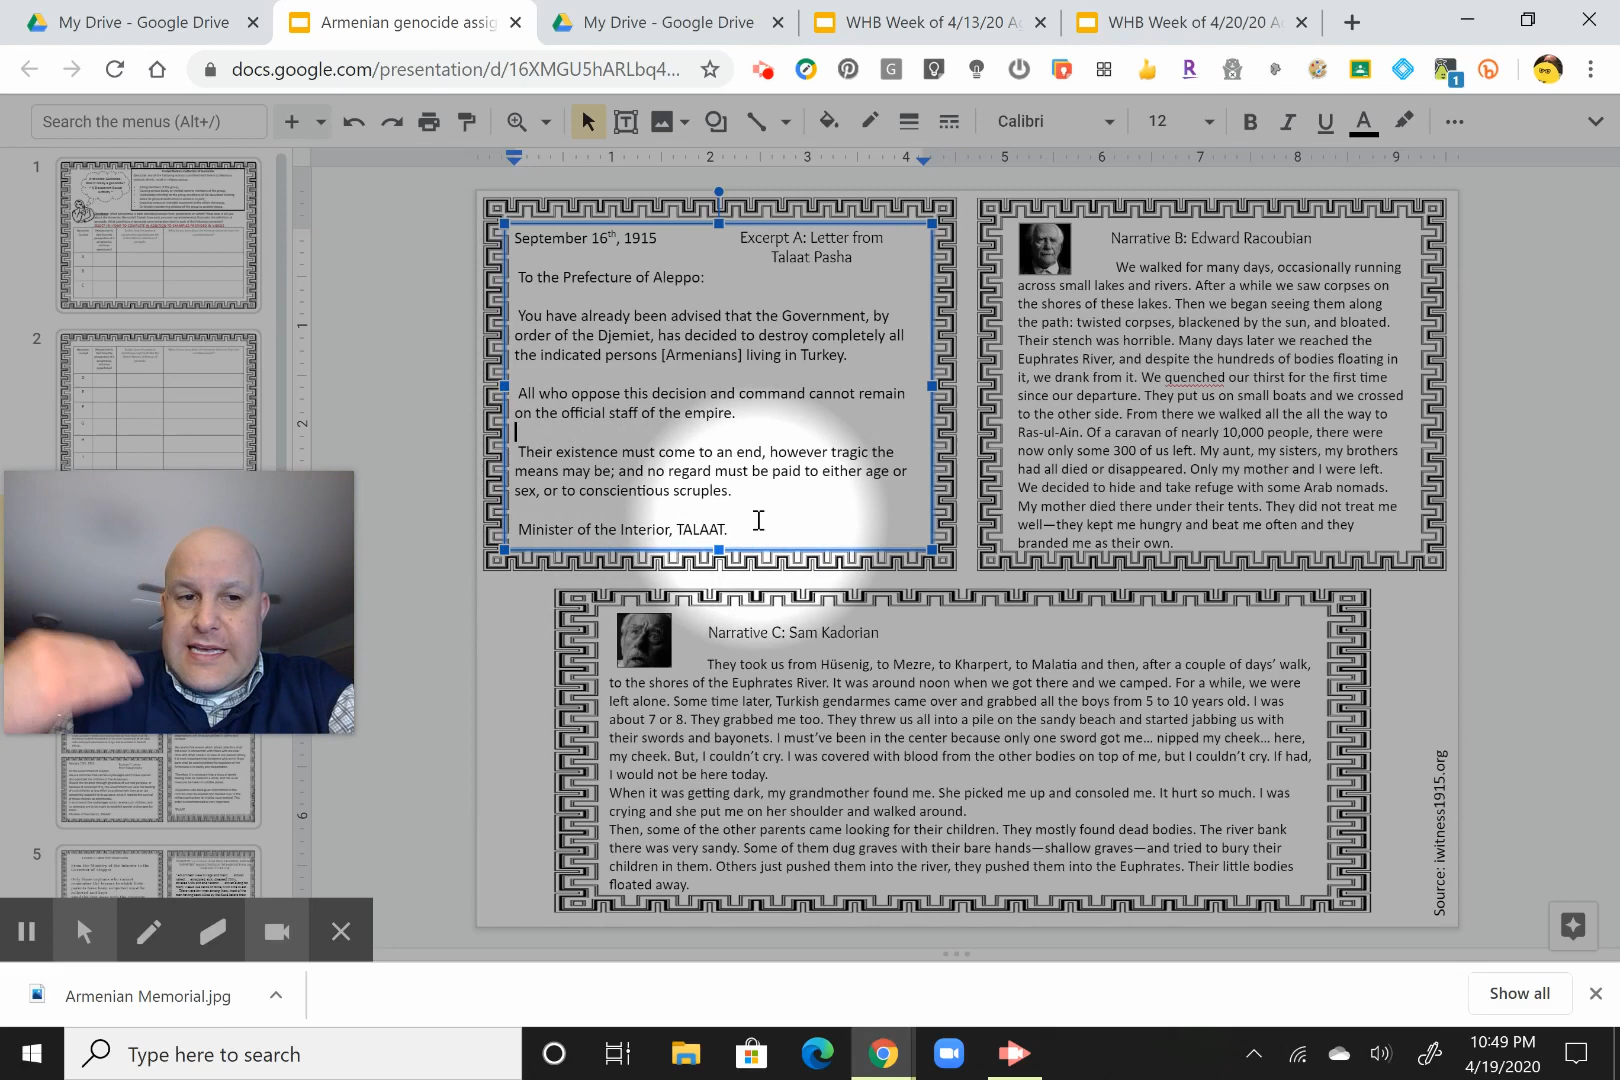 My Drive - Google Drive
Armenian genocide assig
My Drive - Google Drive
WHB Week of 4/13/20 A
WHB Week of 4/20/20 A
docs.google.com/presentation/d/16XMGU5hARLbq4...
1
Search the menus (Alt+/)
Calibri
12
1 2 3 4 5 6 7 8 9
1
2
5
1
2
6
September 16th, 1915
Excerpt A: Letter from
Talaat Pasha
To the Prefecture of Aleppo:
You have already been advised that the Government, by
order of the Djemiet, has decided to destroy completely all
the indicated persons [Armenians] living in Turkey.
All who oppose this decision and command cannot remain
on the official staff of the empire.
Their existence must come to an end, however tragic the
means may be; and no regard must be paid to either age or
sex, or to conscientious scruples.
Minister of the Interior, TALAAT.
Narrative B: Edward Racoubian
We walked for many days, occasionally running
across small lakes and rivers. After a while we saw corpses on
the shores of these lakes. Then we began seeing them along
the path: twisted corpses, blackened by the sun, and bloated.
Their stench was horrible. Many days later we reached the
Euphrates River, and despite the hundreds of bodies floating in
it, we drank from it. We quenched our thirst for the first time
since our departure. They put us on small boats and we crossed
to the other side. From there we walked all the all the way to
Ras-ul-Ain. Of a caravan of nearly 10,000 people, there were
now only some 300 of us left. My aunt, my sisters, my brothers
had all died or disappeared. Only my mother and I were left.
We decided to hide and take refuge with some Arab nomads.
My mother died there under their tents. They did not treat me
well—they kept me hungry and beat me often and they
branded me as their own.
Narrative C: Sam Kadorian
They took us from Hüsenig, to Mezre, to Kharpert, to Malatia and then, after a couple of days' walk,
to the shores of the Euphrates River. It was around noon when we got there and we camped. For a while, we were
left alone. Some time later, Turkish gendarmes came over and grabbed all the boys from 5 to 10 years old. I was
about 7 or 8. They grabbed me too. They threw us all into a pile on the sandy beach and started jabbing us with
their swords and bayonets. I must've been in the center because only one sword got me... nipped my cheek... here,
my cheek. But, I couldn't cry. I was covered with blood from the other bodies on top of me, but I couldn't cry. If had,
I would not be here today.
When it was getting dark, my grandmother found me. She picked me up and consoled me. It hurt so much. I was
crying and she put me on her shoulder and walked around.
Then, some of the other parents came looking for their children. They mostly found dead bodies. The river bank
there was very sandy. Some of them dug graves with their bare hands—shallow graves—and tried to bury their
children in them. Others just pushed them into the river, they pushed them into the Euphrates. Their little bodies
floated away.
Source: iwitness1915.org
Armenian Memorial.jpg
Show all
Type here to search
10:49 PM
4/19/2020